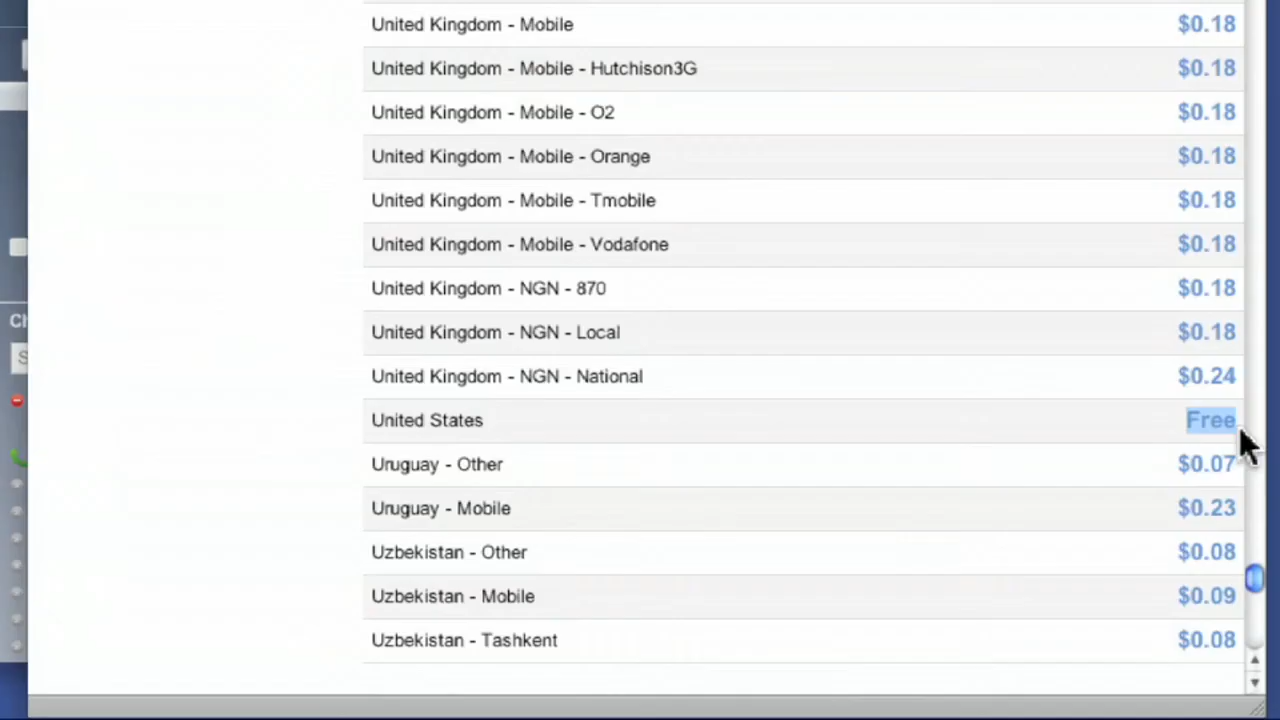 United Kingdom - Mobile $0.18
United Kingdom - Mobile - Hutchison3G $0.18
United Kingdom - Mobile - O2 $0.18
United Kingdom - Mobile - Orange $0.18
United Kingdom - Mobile - Tmobile $0.18
United Kingdom - Mobile - Vodafone $0.18
United Kingdom - NGN - 870 $0.18
United Kingdom - NGN - Local $0.18
United Kingdom - NGN - National $0.24
United States Free
Uruguay - Other $0.07
Uruguay - Mobile $0.23
Uzbekistan - Other $0.08
Uzbekistan - Mobile $0.09
Uzbekistan - Tashkent $0.08